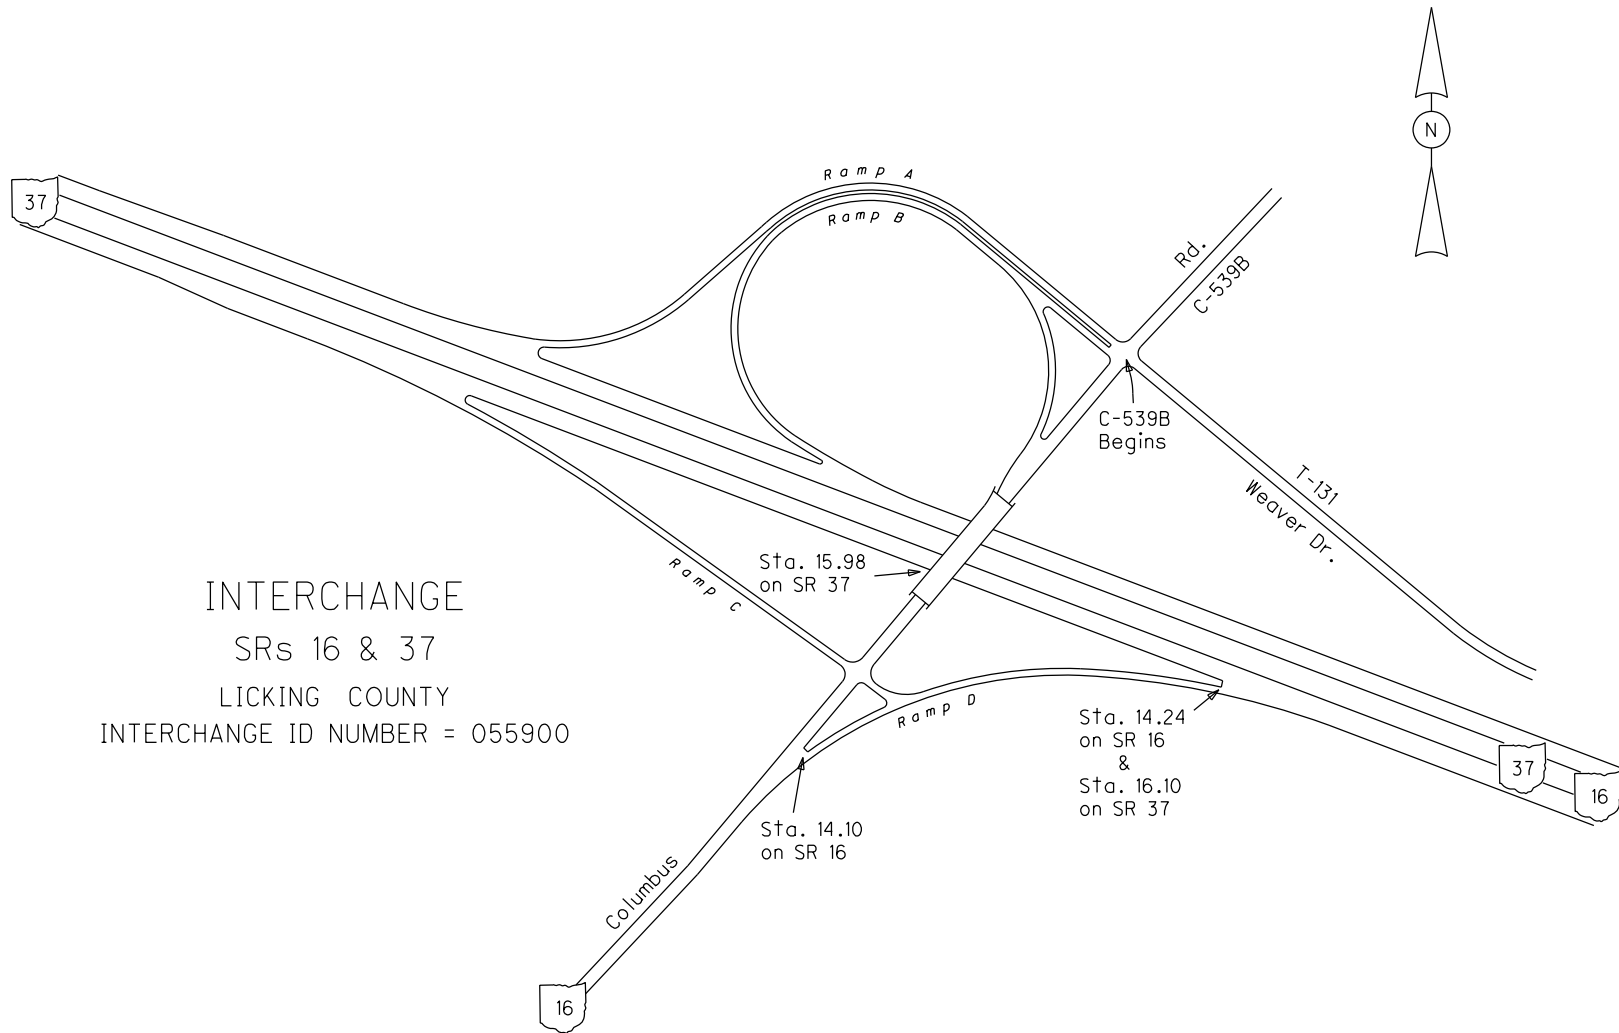 N
37
Ramp A
Ramp B
Rd.
C-539B
C-539B
Begins
T-131
Weaver Dr.
Sta. 15.98
on SR 37
Ramp C
INTERCHANGE
SRs 16 & 37
LICKING COUNTY
INTERCHANGE ID NUMBER = 055900
Ramp D
Sta. 14.24
on SR 16
&
Sta. 16.10
on SR 37
37
16
Sta. 14.10
on SR 16
Columbus
16